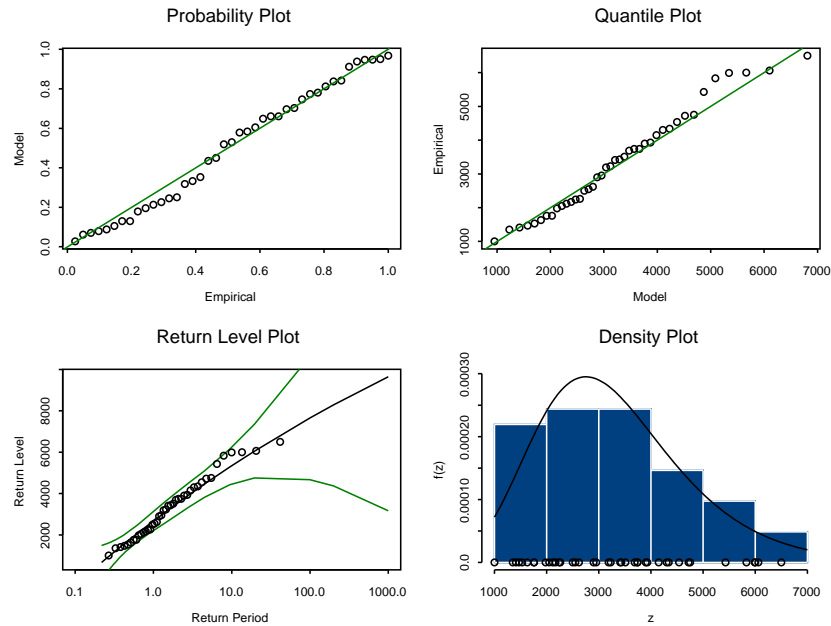 Probability Plot
Model
0.0 0.2 0.4 0.6 0.8 1.0
0.0 0.2 0.4 0.6 0.8 1.0
Empirical
Quantile Plot
Empirical
1000 3000 5000
1000 2000 3000 4000 5000 6000 7000
Model
Return Level Plot
Return Level
2000 4000 6000 8000
0.1 1.0 10.0 100.0 1000.0
Return Period
Density Plot
f(z)
0.0 0.00010 0.00020 0.00030
1000 2000 3000 4000 5000 6000 7000
z